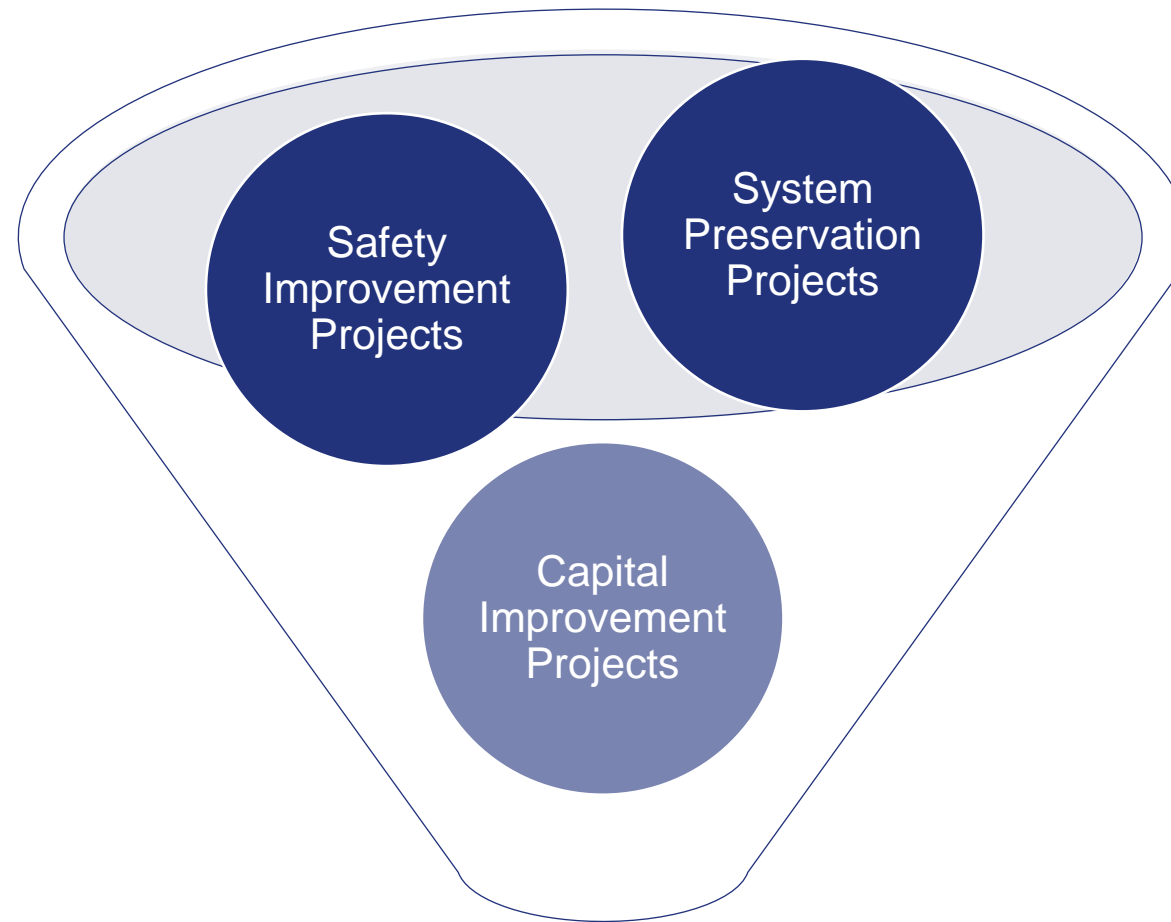 Safety
Improvement
Projects
System
Preservation
Projects
Capital
Improvement
Projects